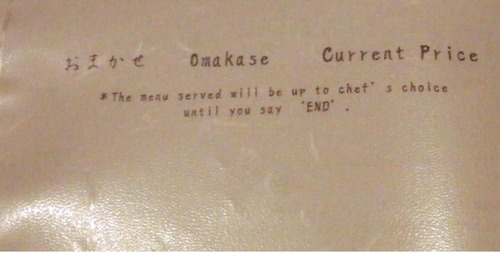 おまかせ Omakase Current Price
*The menu served will be up to chef's choice
until you say 'END'.